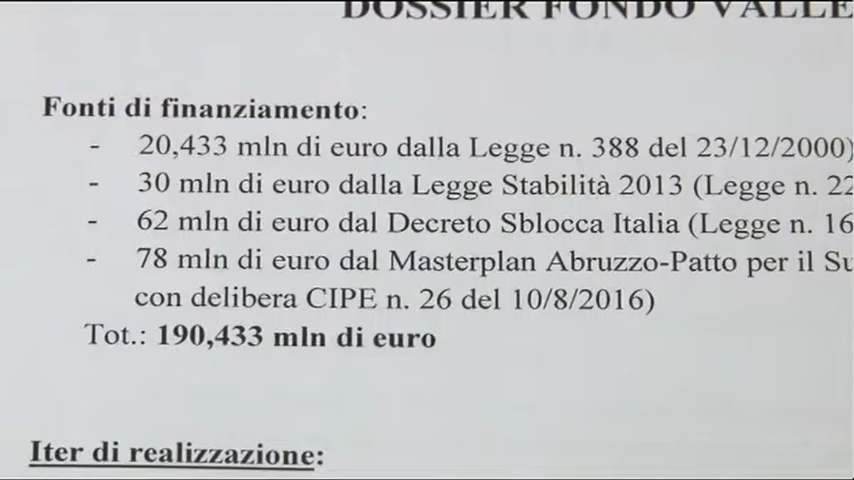 DOSSIER FONDO VALLE
Fonti di finanziamento:
- 20,433 mln di euro dalla Legge n. 388 del 23/12/2000)
- 30 mln di euro dalla Legge Stabilità 2013 (Legge n. 22
- 62 mln di euro dal Decreto Sblocca Italia (Legge n. 16
- 78 mln di euro dal Masterplan Abruzzo-Patto per il Su
con delibera CIPE n. 26 del 10/8/2016)
Tot.: 190,433 mln di euro
Iter di realizzazione: